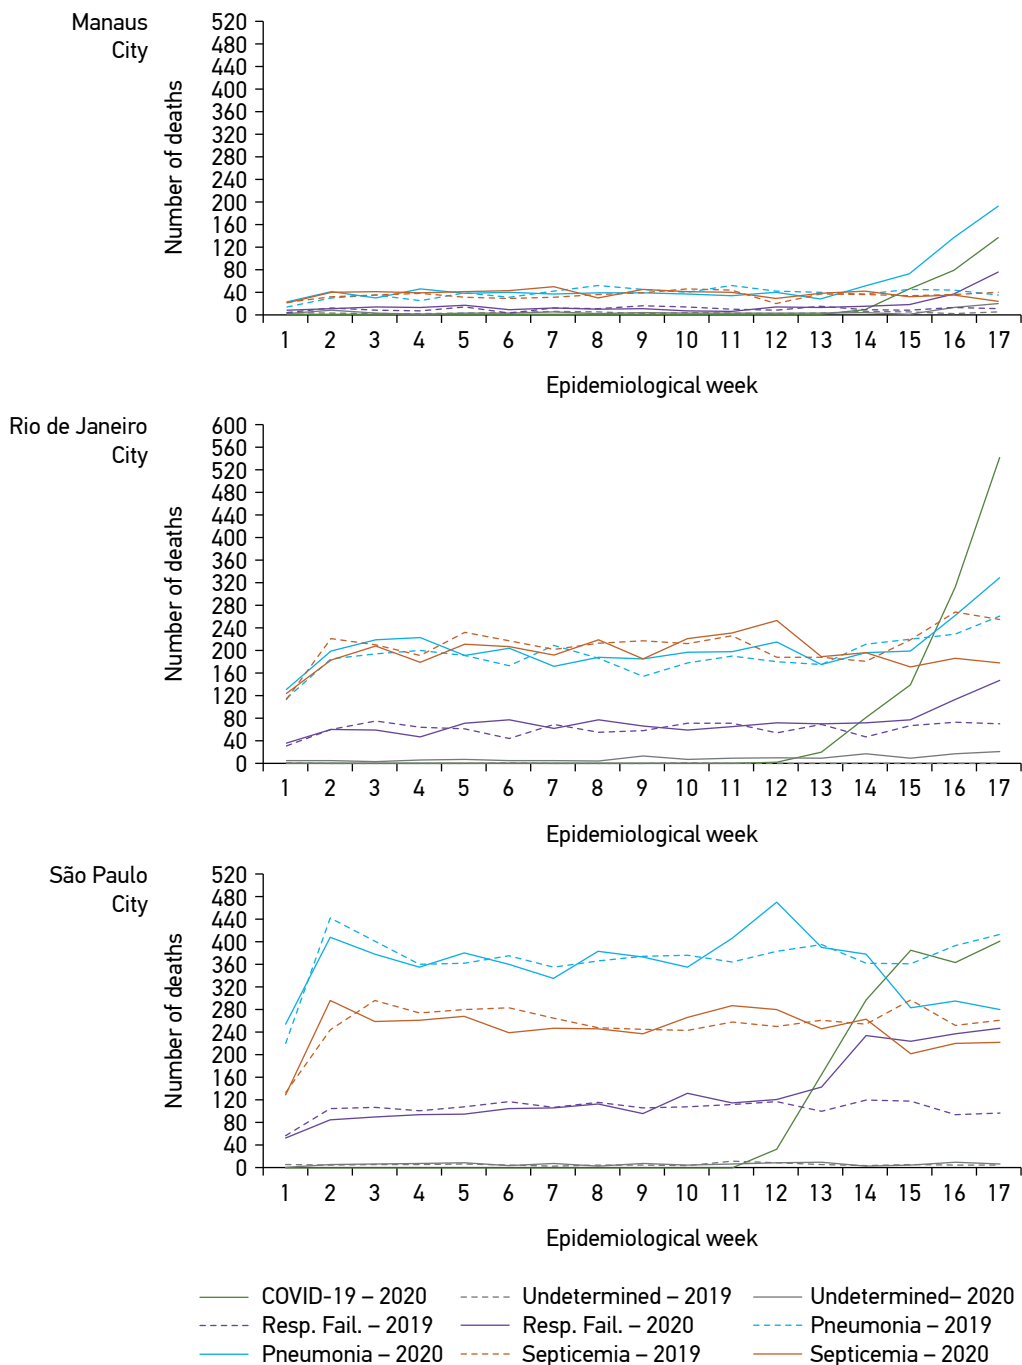 Manaus
City
Number of deaths
520
480
440
400
360
320
280
240
200
160
120
80
40
0
1 2 3 4 5 6 7 8 9 10 11 12 13 14 15 16 17
Epidemiological week
Rio de Janeiro
City
Number of deaths
600
560
520
480
440
400
360
320
280
240
200
160
120
80
40
0
1 2 3 4 5 6 7 8 9 10 11 12 13 14 15 16 17
Epidemiological week
São Paulo
City
Number of deaths
520
480
440
400
360
320
280
240
200
160
120
80
40
0
1 2 3 4 5 6 7 8 9 10 11 12 13 14 15 16 17
Epidemiological week
COVID-19 – 2020 Undetermined – 2019 Undetermined– 2020
Resp. Fail. – 2019 Resp. Fail. – 2020 Pneumonia – 2019
Pneumonia – 2020 Septicemia – 2019 Septicemia – 2020